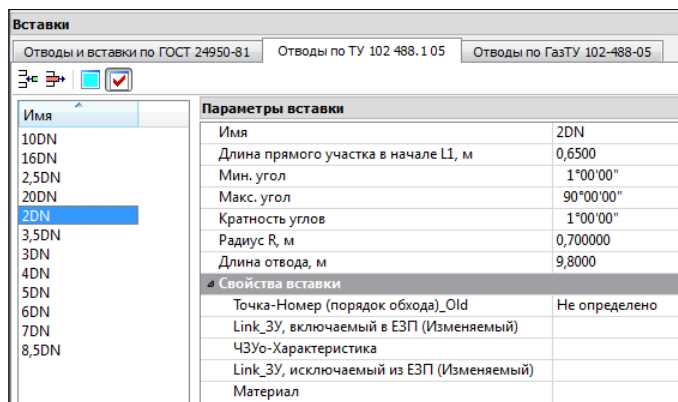 Вставки
Отводы и вставки по ГОСТ 24950-81 Отводы по ТУ 102 488.1 05 Отводы по ГазТУ 102-488-05
Имя
10DN
16DN
2,5DN
20DN
2DN
3,5DN
3DN
4DN
5DN
6DN
7DN
8,5DN
Параметры вставки
Имя 2DN
Длина прямого участка в начале L1, м 0,6500
Мин. угол 1°00'00"
Макс. угол 90°00'00"
Кратность углов 1°00'00"
Радиус R, м 0,700000
Длина отвода, м 9,8000
Свойства вставки
Точка-Номер (порядок обхода)_Old Не определено
Link_ЗУ, включаемый в ЕЗП (Изменяемый)
ЧЗУо-Характеристика
Link_ЗУ, исключаемый из ЕЗП (Изменяемый)
Материал